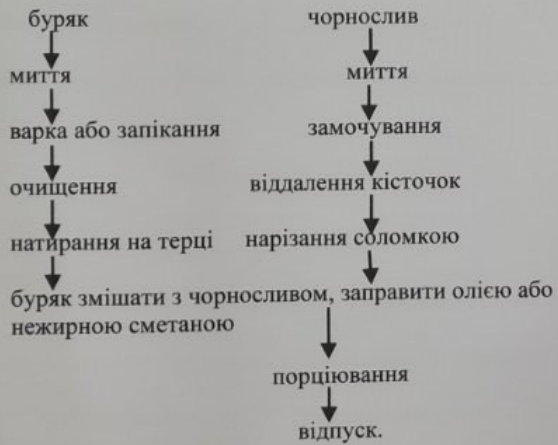 буряк
чорнослив
миття
миття
варка або запікання
замочування
очищення
віддалення кісточок
натирання на терці
нарізання соломкою
буряк змішати з чорносливом, заправити олією або
нежирною сметаною
порціювання
відпуск.